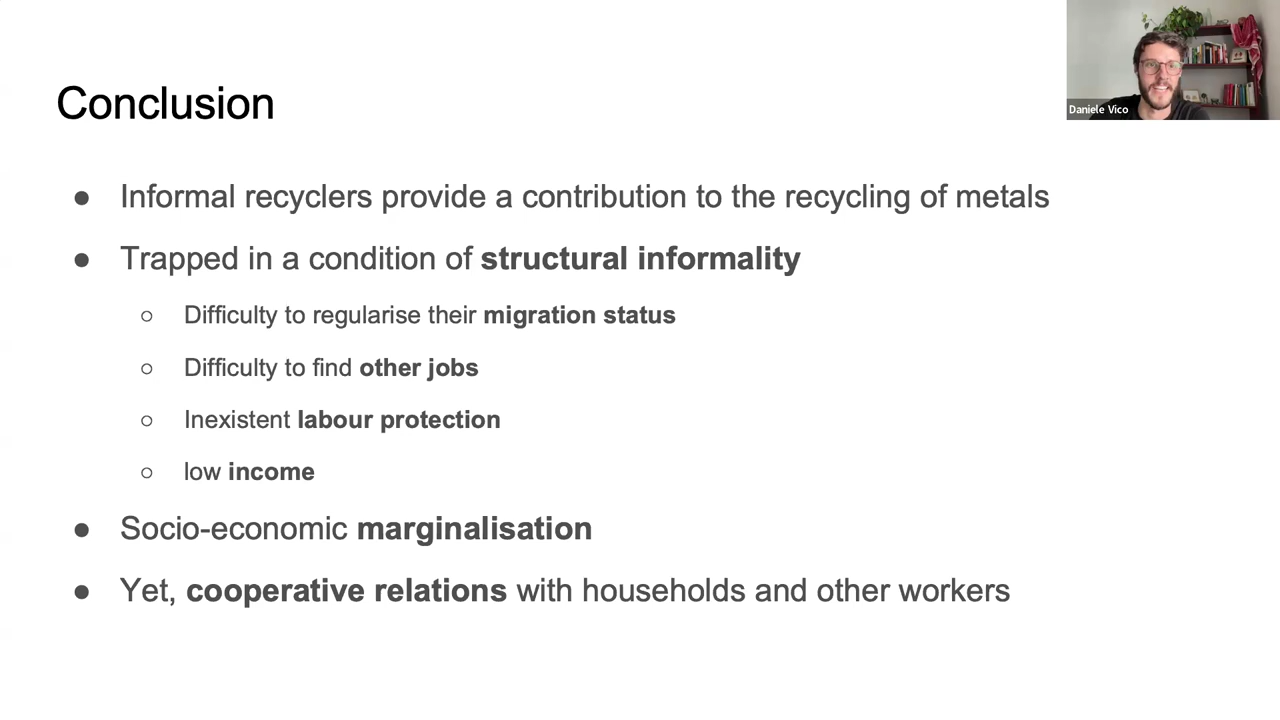 Daniele Vico
Conclusion
● Informal recyclers provide a contribution to the recycling of metals
● Trapped in a condition of structural informality
○ Difficulty to regularise their migration status
○ Difficulty to find other jobs
○ Inexistent labour protection
○ low income
● Socio-economic marginalisation
● Yet, cooperative relations with households and other workers